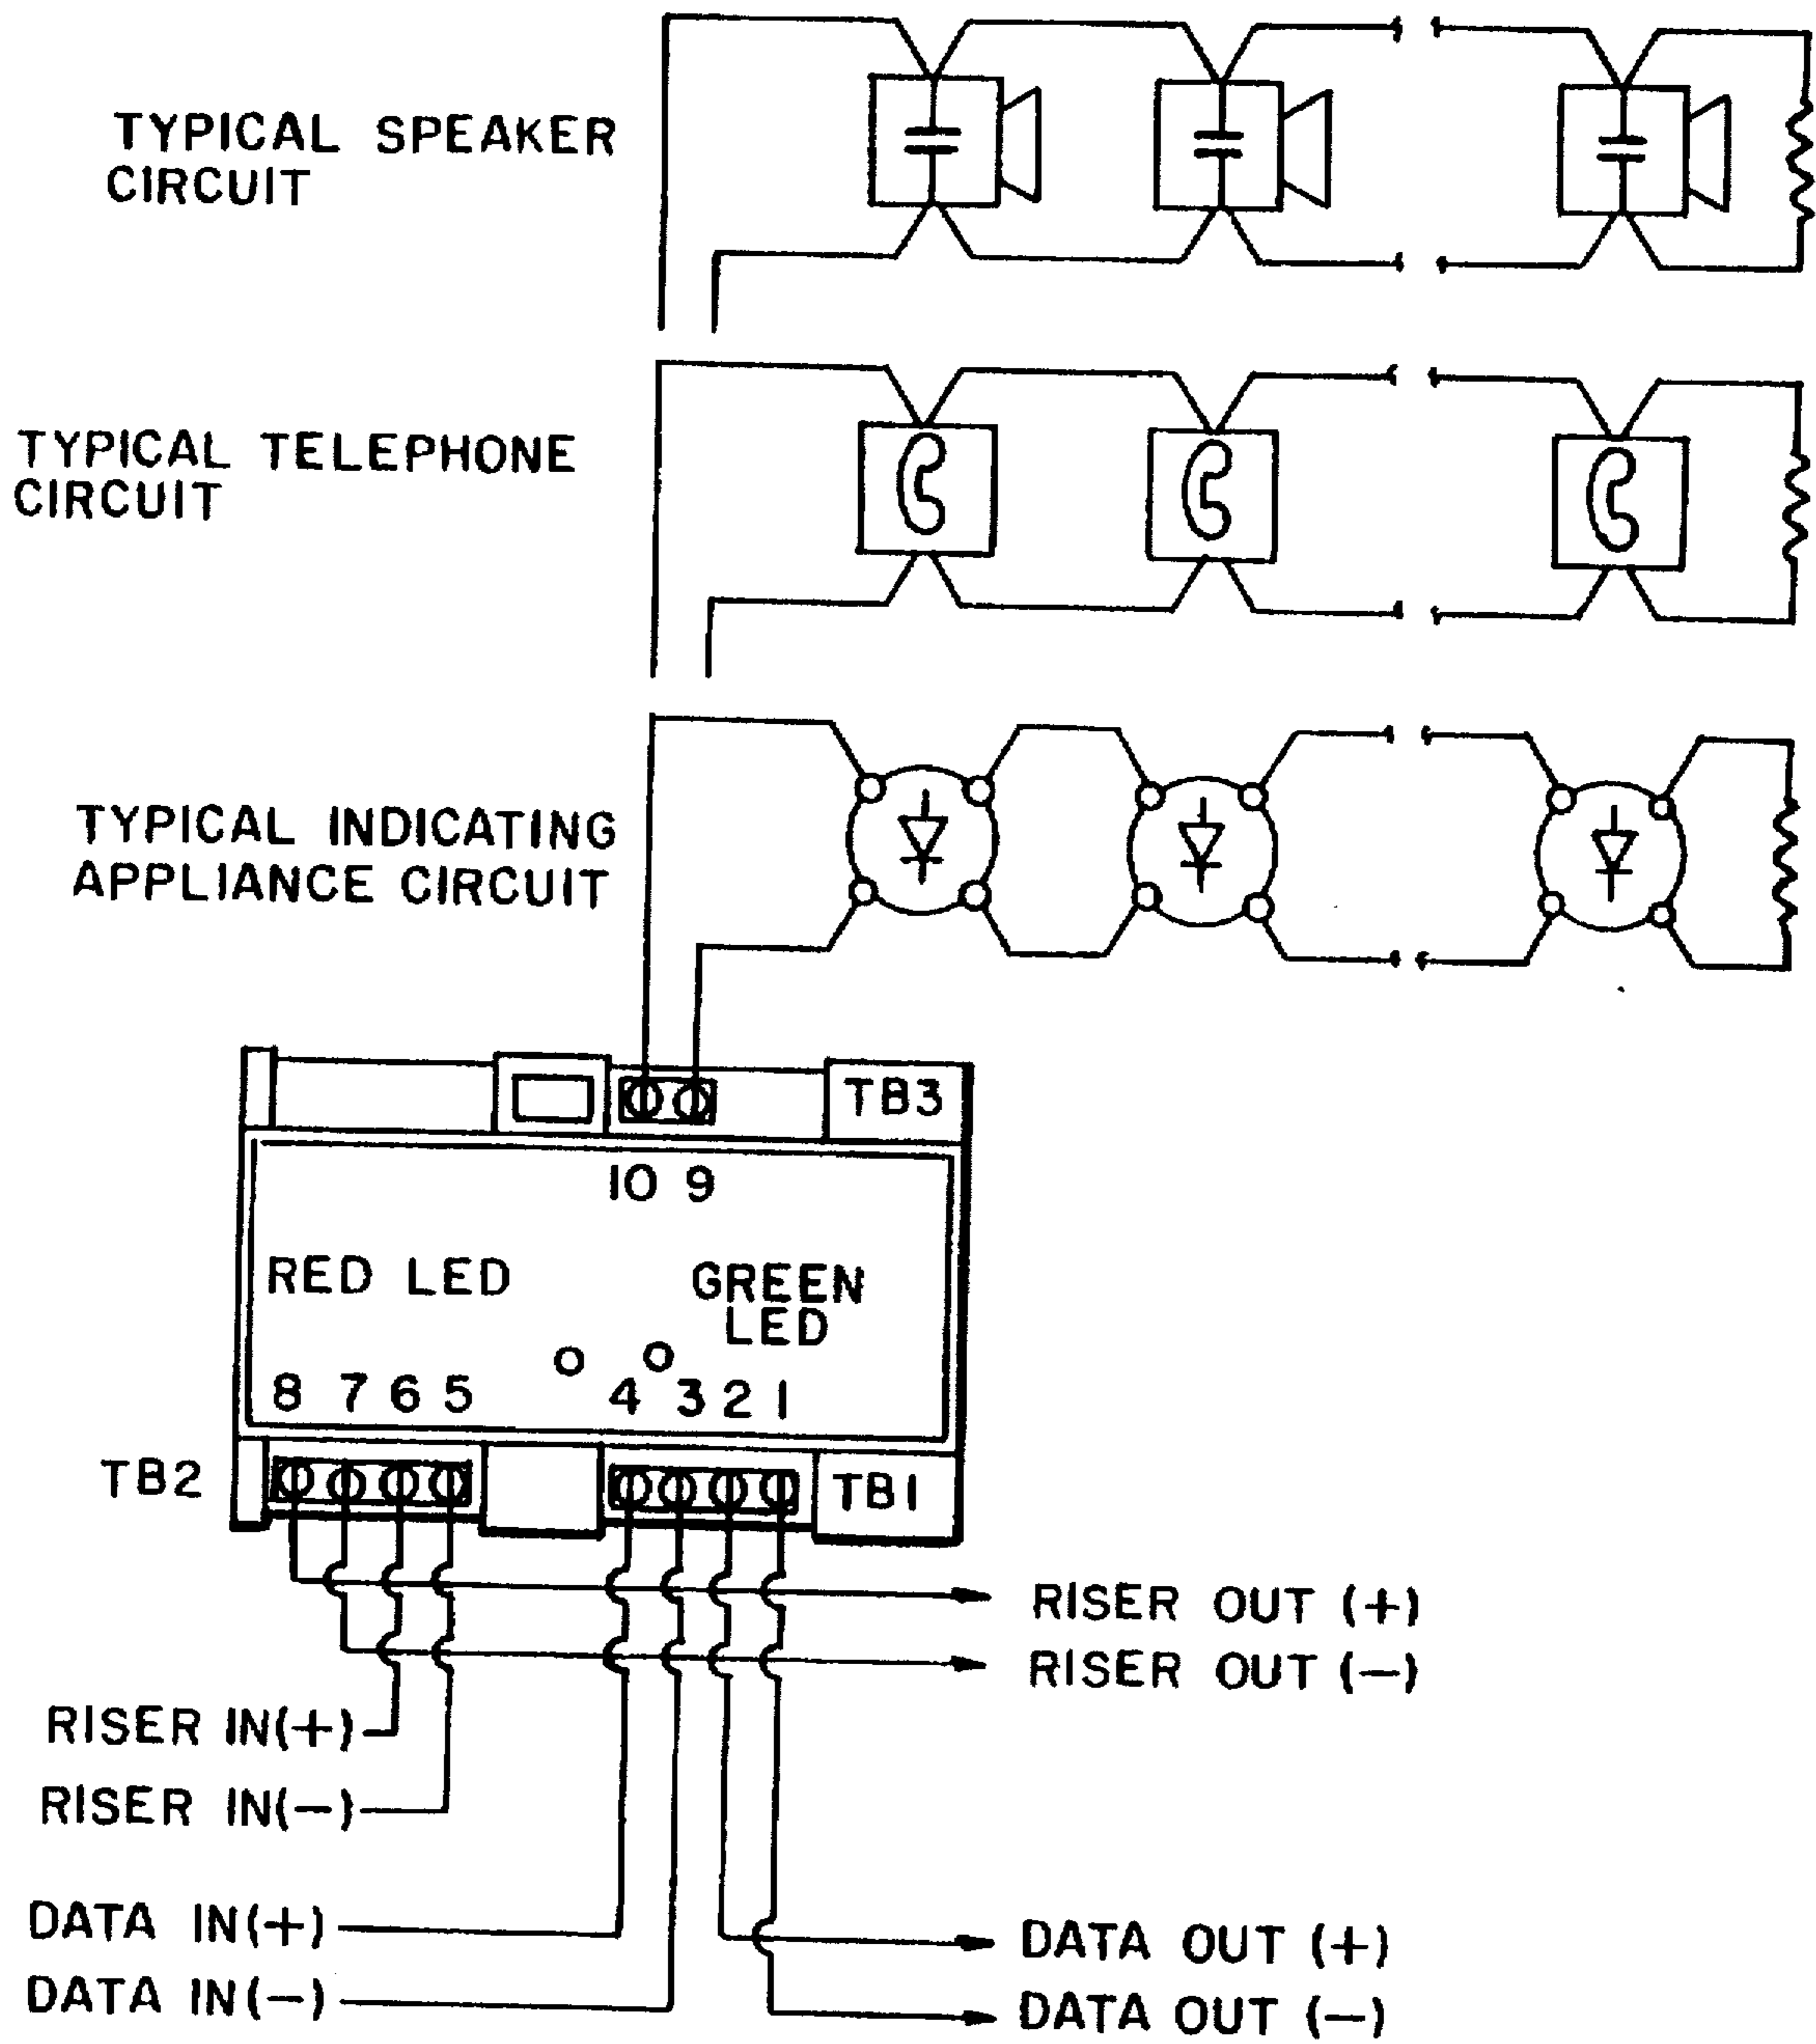 TYPICAL SPEAKER
CIRCUIT
TYPICAL TELEPHONE
CIRCUIT
TYPICAL INDICATING
APPLIANCE CIRCUIT
TB3
10 9
RED LED
GREEN
LED
8 7 6 5 4 3 2 1
TB2
TB1
RISER OUT (+)
RISER OUT (−)
RISER IN(+)
RISER IN(−)
DATA IN(+)
DATA OUT (+)
DATA IN(−)
DATA OUT (−)